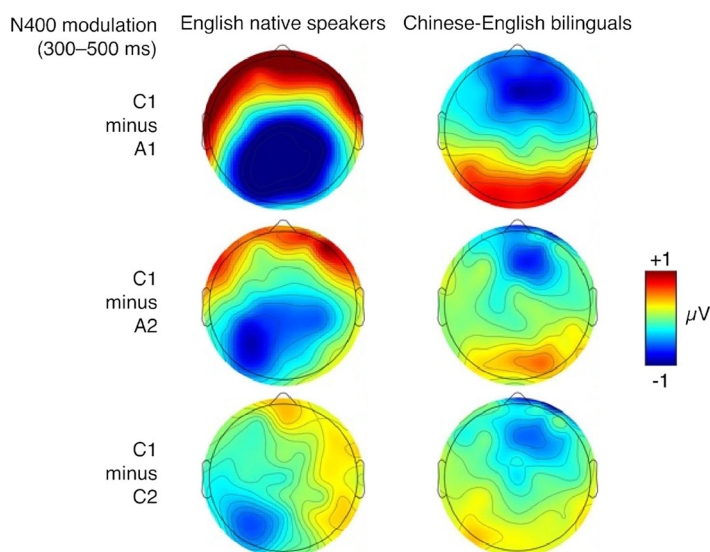 N400 modulation
(300–500 ms)
English native speakers
Chinese-English bilinguals
C1
minus
A1
C1
minus
A2
C1
minus
C2
+1
μV
-1